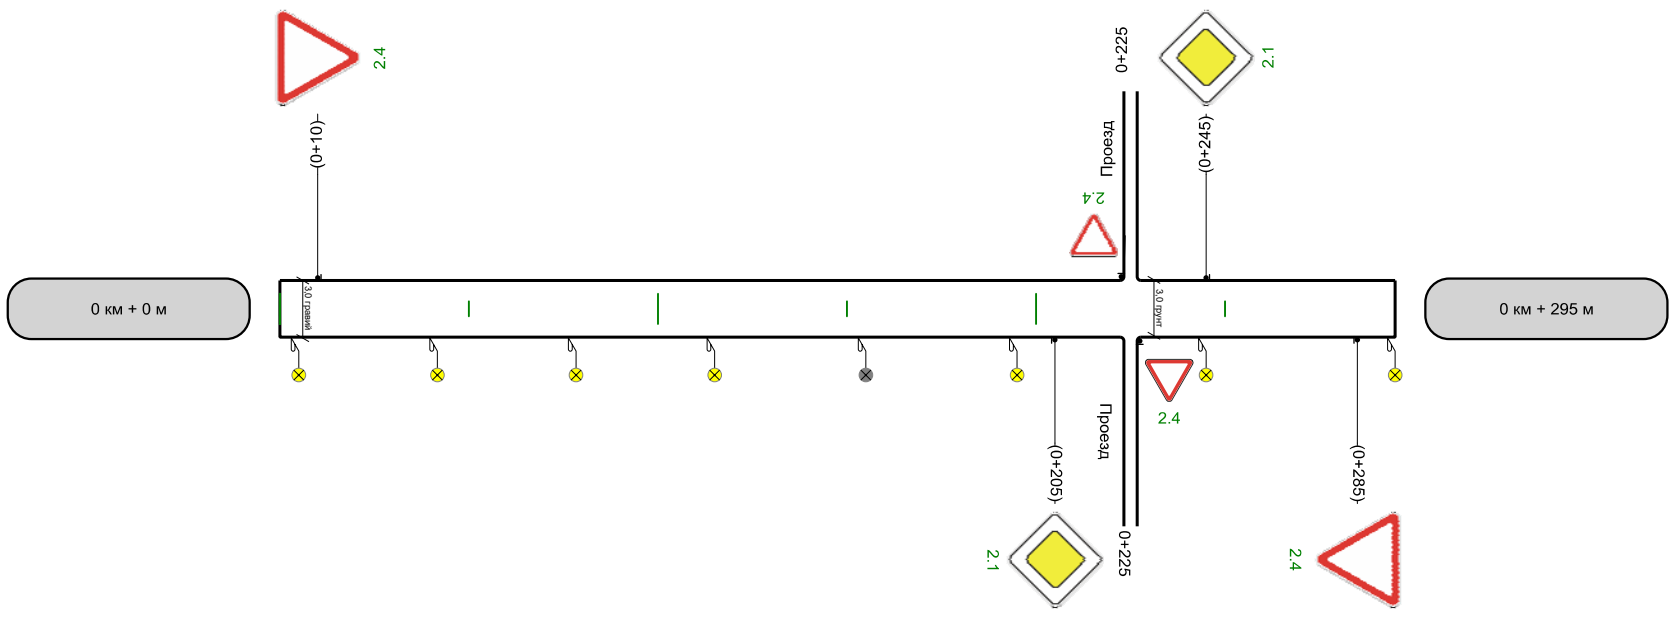 2.4
0+225
2.1
(0+10)
Проезд
(0+245)
2.4
0 км + 0 м
3,0 гравий
3,0 грунт
0 км + 295 м
2.4
Проезд
(0+205)
(0+285)
2.1
0+225
2.4